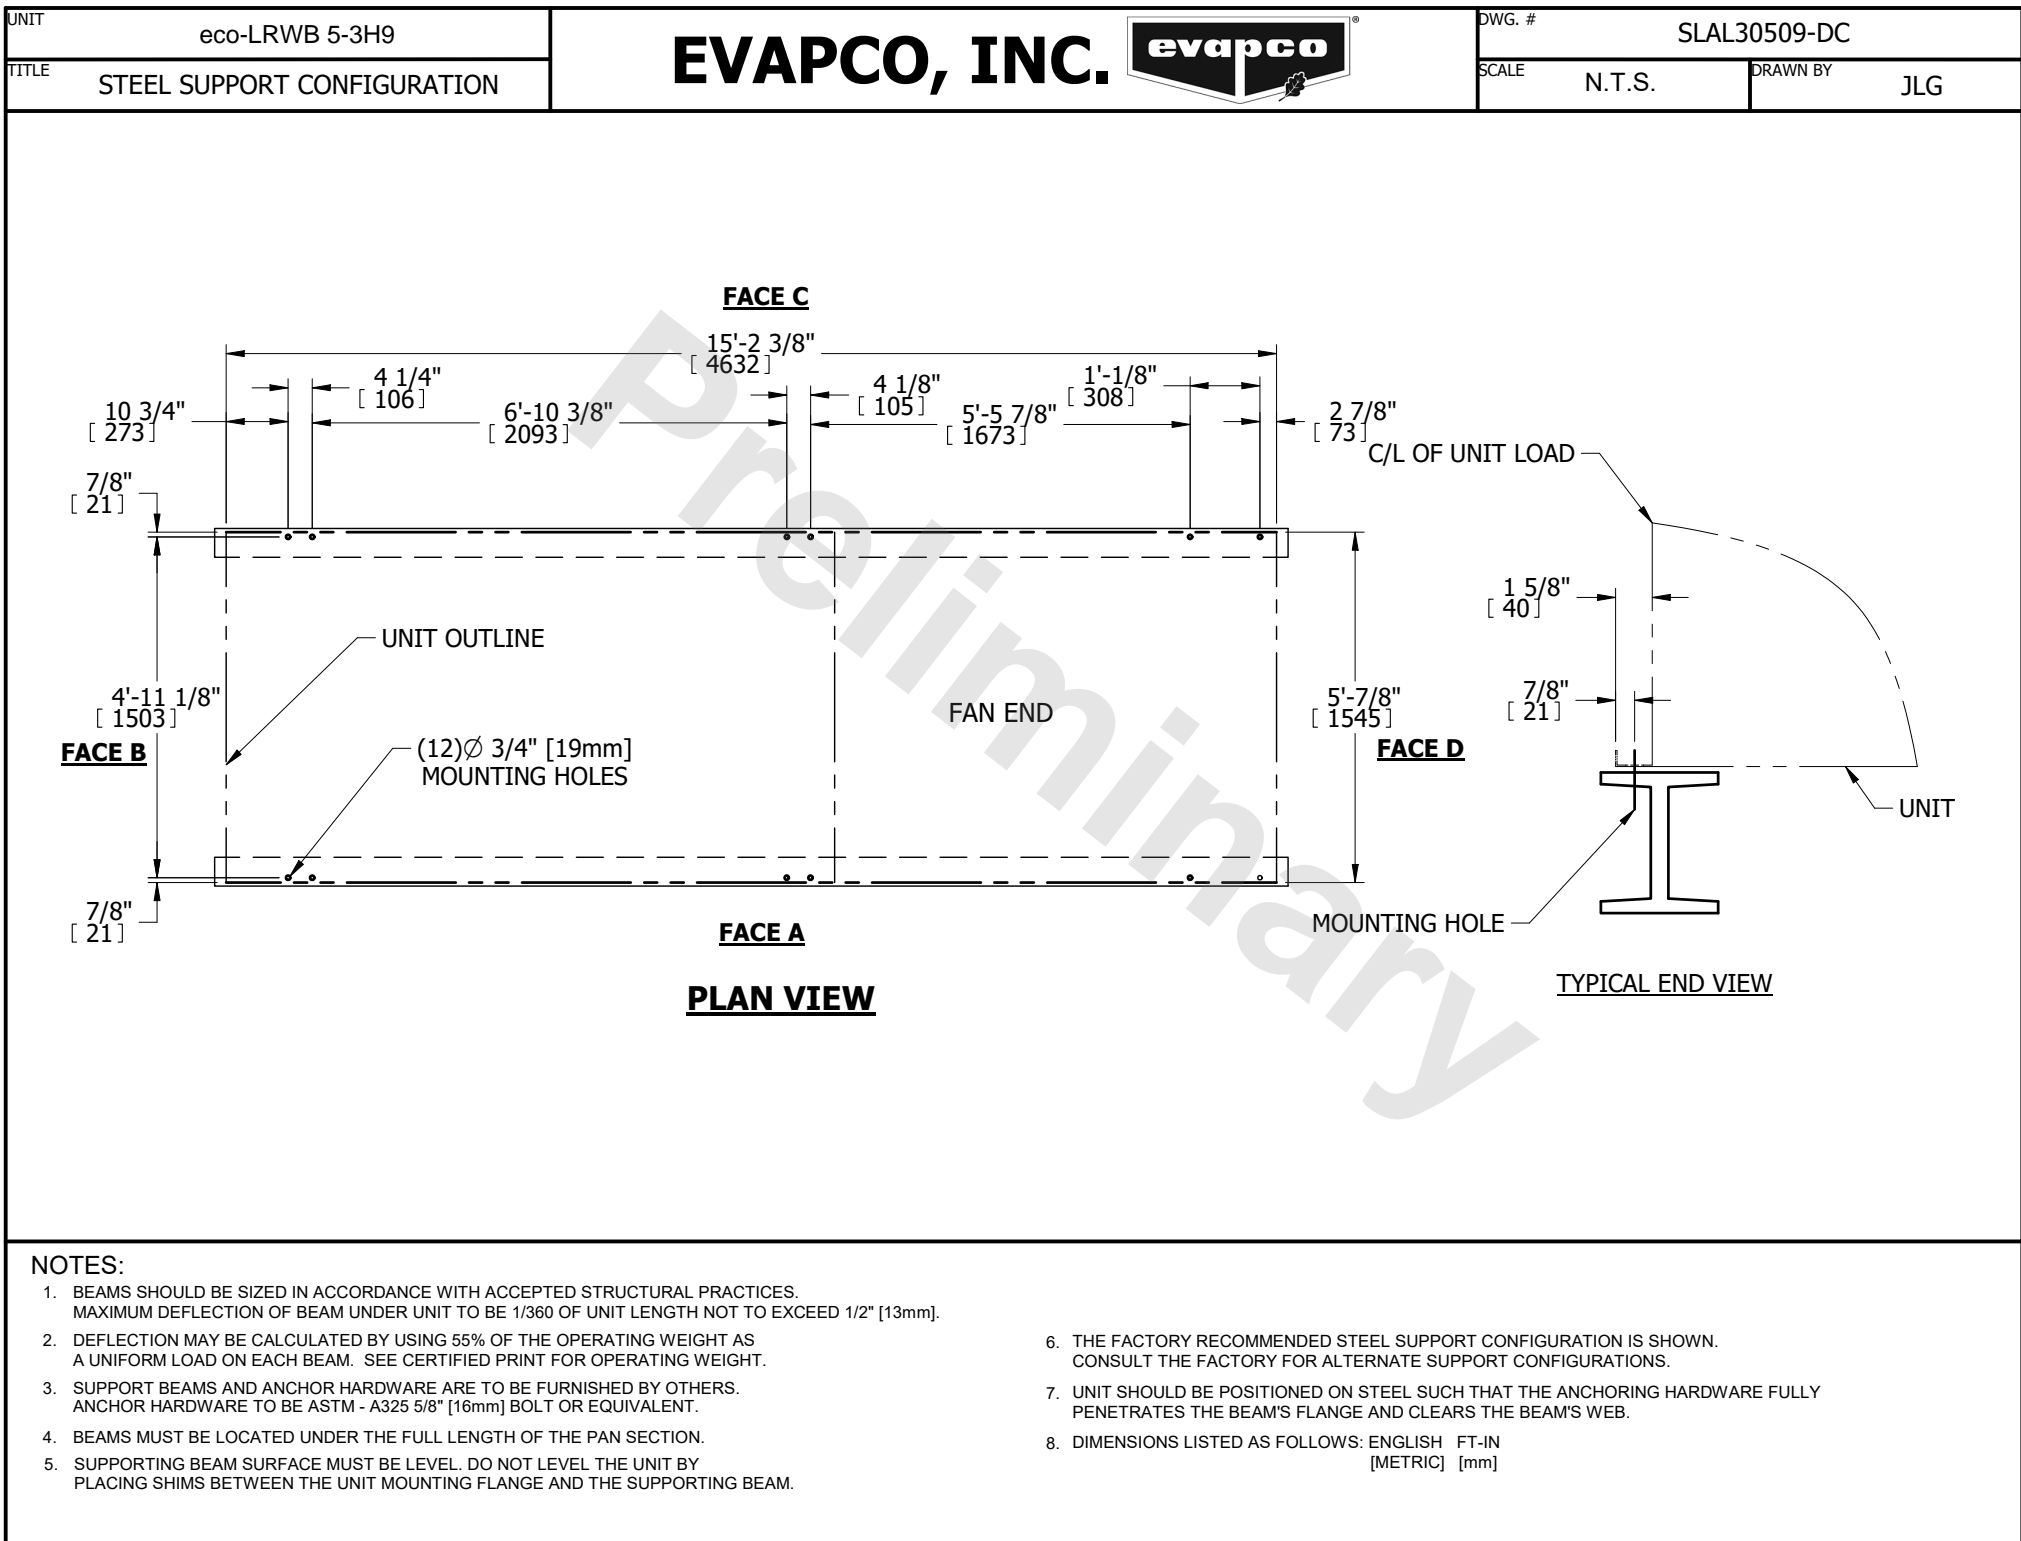 UNIT
eco-LRWB 5-3H9
TITLE
STEEL SUPPORT CONFIGURATION
EVAPCO, INC.
evapco
®
DWG. #
SLAL30509-DC
SCALE
N.T.S.
DRAWN BY
JLG
FACE C
15'-2 3/8"
[ 4632]
4 1/4"
[ 106]
4 1/8"
[ 105]
1'-1/8"
[ 308]
10 3/4"
[ 273]
6'-10 3/8"
[ 2093]
5'-5 7/8"
[ 1673]
2 7/8"
[ 73]
C/L OF UNIT LOAD
7/8"
[ 21]
1 5/8"
[ 40]
UNIT OUTLINE
4'-11 1/8"
[ 1503]
FACE B
FAN END
5'-7/8"
[ 1545]
FACE D
7/8"
[ 21]
(12)Ø 3/4" [19mm]
MOUNTING HOLES
UNIT
7/8"
[ 21]
FACE A
MOUNTING HOLE
PLAN VIEW
TYPICAL END VIEW
Preliminary
NOTES:
1. BEAMS SHOULD BE SIZED IN ACCORDANCE WITH ACCEPTED STRUCTURAL PRACTICES.
MAXIMUM DEFLECTION OF BEAM UNDER UNIT TO BE 1/360 OF UNIT LENGTH NOT TO EXCEED 1/2" [13mm].
2. DEFLECTION MAY BE CALCULATED BY USING 55% OF THE OPERATING WEIGHT AS
A UNIFORM LOAD ON EACH BEAM. SEE CERTIFIED PRINT FOR OPERATING WEIGHT.
3. SUPPORT BEAMS AND ANCHOR HARDWARE ARE TO BE FURNISHED BY OTHERS.
ANCHOR HARDWARE TO BE ASTM - A325 5/8" [16mm] BOLT OR EQUIVALENT.
4. BEAMS MUST BE LOCATED UNDER THE FULL LENGTH OF THE PAN SECTION.
5. SUPPORTING BEAM SURFACE MUST BE LEVEL. DO NOT LEVEL THE UNIT BY
PLACING SHIMS BETWEEN THE UNIT MOUNTING FLANGE AND THE SUPPORTING BEAM.
6. THE FACTORY RECOMMENDED STEEL SUPPORT CONFIGURATION IS SHOWN.
CONSULT THE FACTORY FOR ALTERNATE SUPPORT CONFIGURATIONS.
7. UNIT SHOULD BE POSITIONED ON STEEL SUCH THAT THE ANCHORING HARDWARE FULLY
PENETRATES THE BEAM'S FLANGE AND CLEARS THE BEAM'S WEB.
8. DIMENSIONS LISTED AS FOLLOWS: ENGLISH FT-IN
[METRIC] [mm]